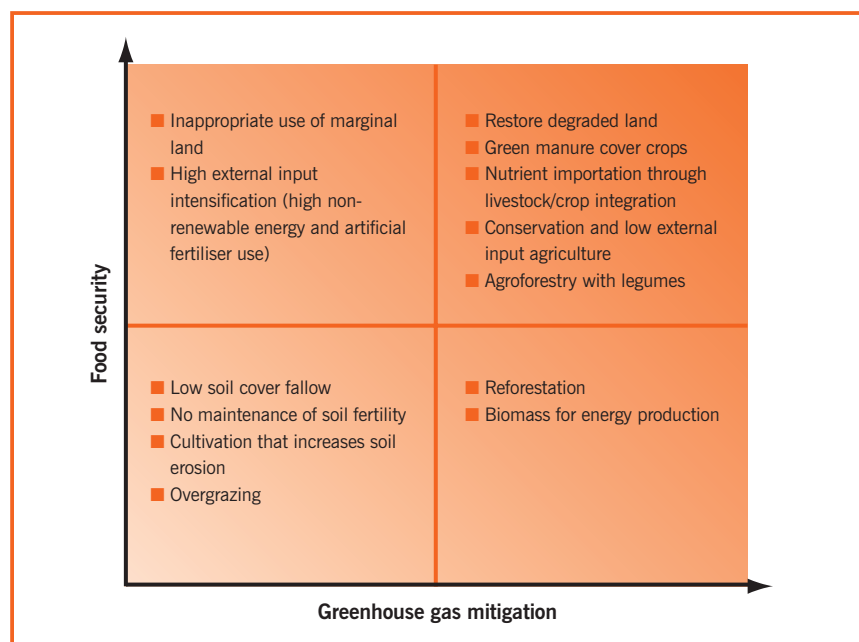 Inappropriate use of marginal
land
High external input
intensification (high non-
renewable energy and artificial
fertiliser use)
Restore degraded land
Green manure cover crops
Nutrient importation through
livestock/crop integration
Conservation and low external
input agriculture
Agroforestry with legumes
Food security
Low soil cover fallow
No maintenance of soil fertility
Cultivation that increases soil
erosion
Overgrazing
Reforestation
Biomass for energy production
Greenhouse gas mitigation